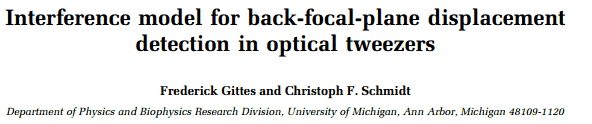 Interference model for back-focal-plane displacement
detection in optical tweezers
Frederick Gittes and Christoph F. Schmidt
Department of Physics and Biophysics Research Division, University of Michigan, Ann Arbor, Michigan 48109-1120